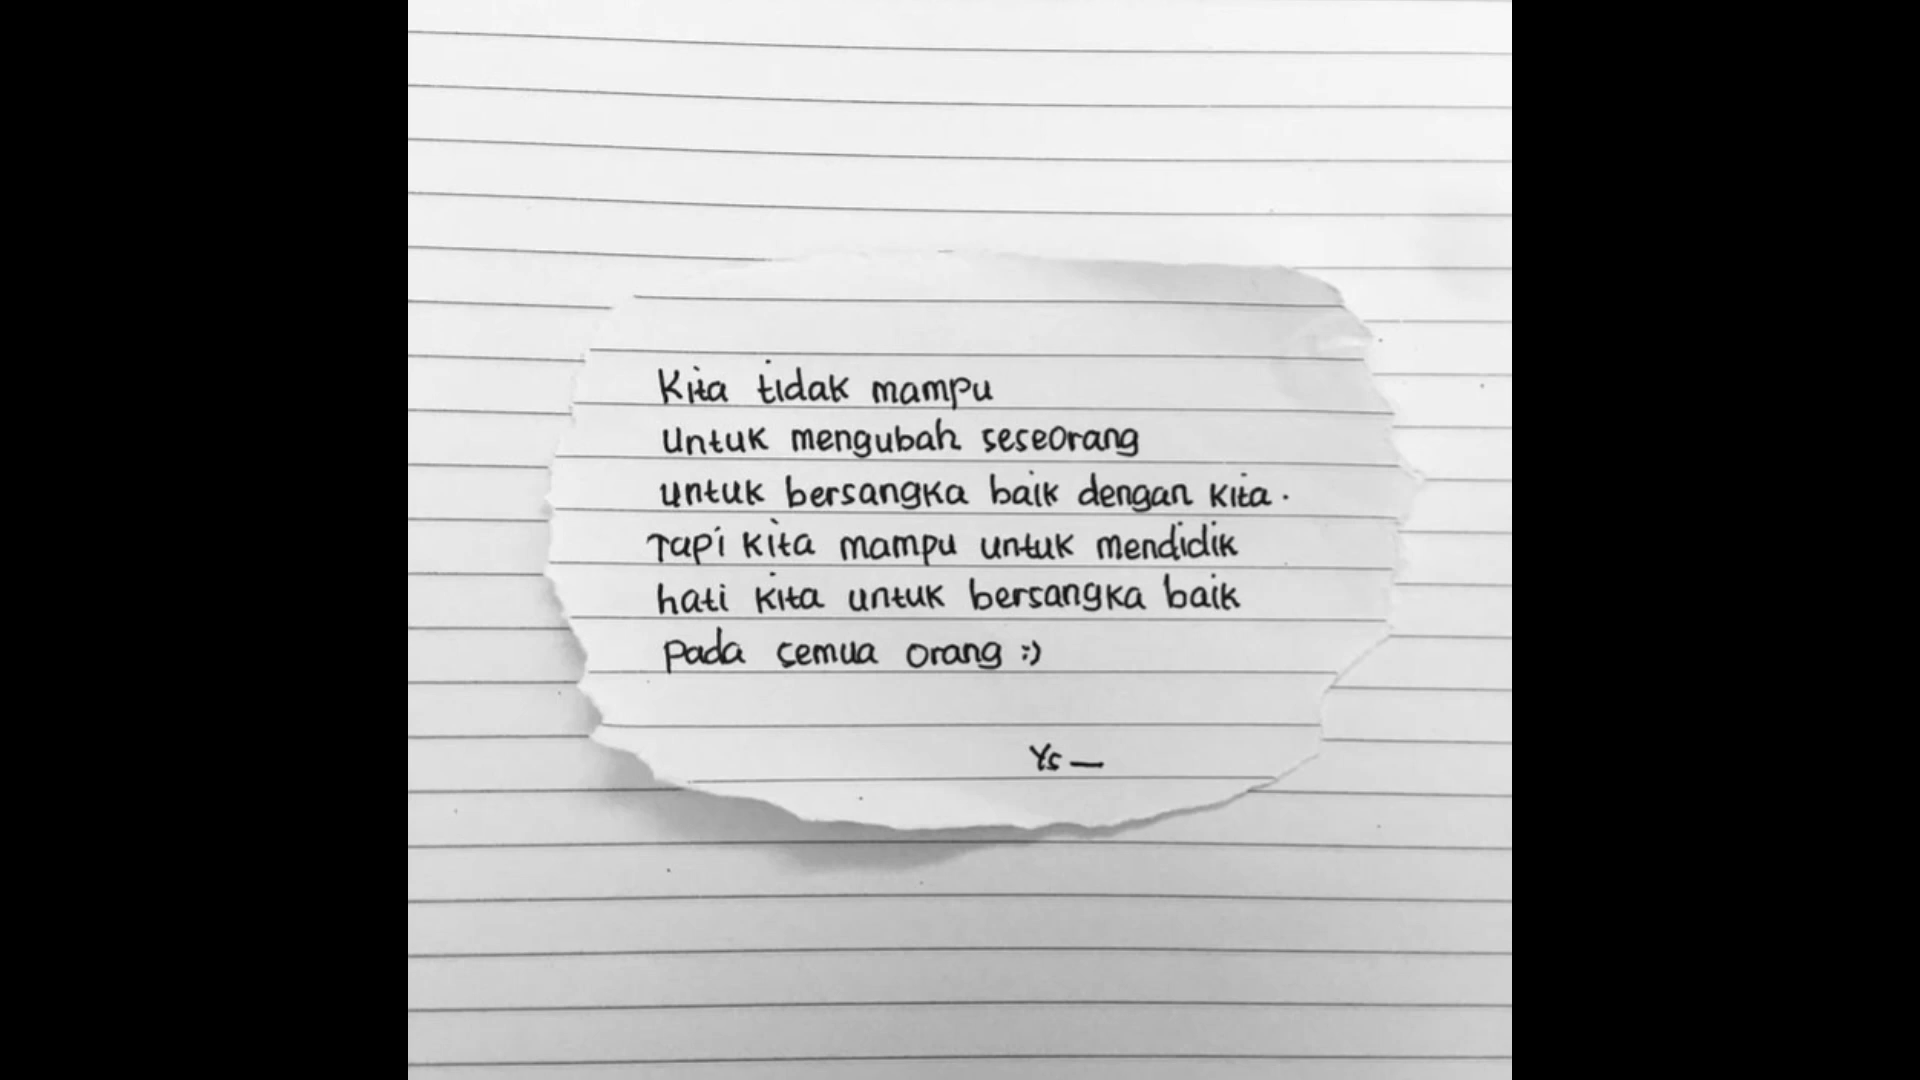 Kita tidak mampu
untuk mengubah seseorang
untuk bersangka baik dengan kita.
Tapi kita mampu untuk mendidik
hati kita untuk bersangka baik
pada semua orang :)
Ys —